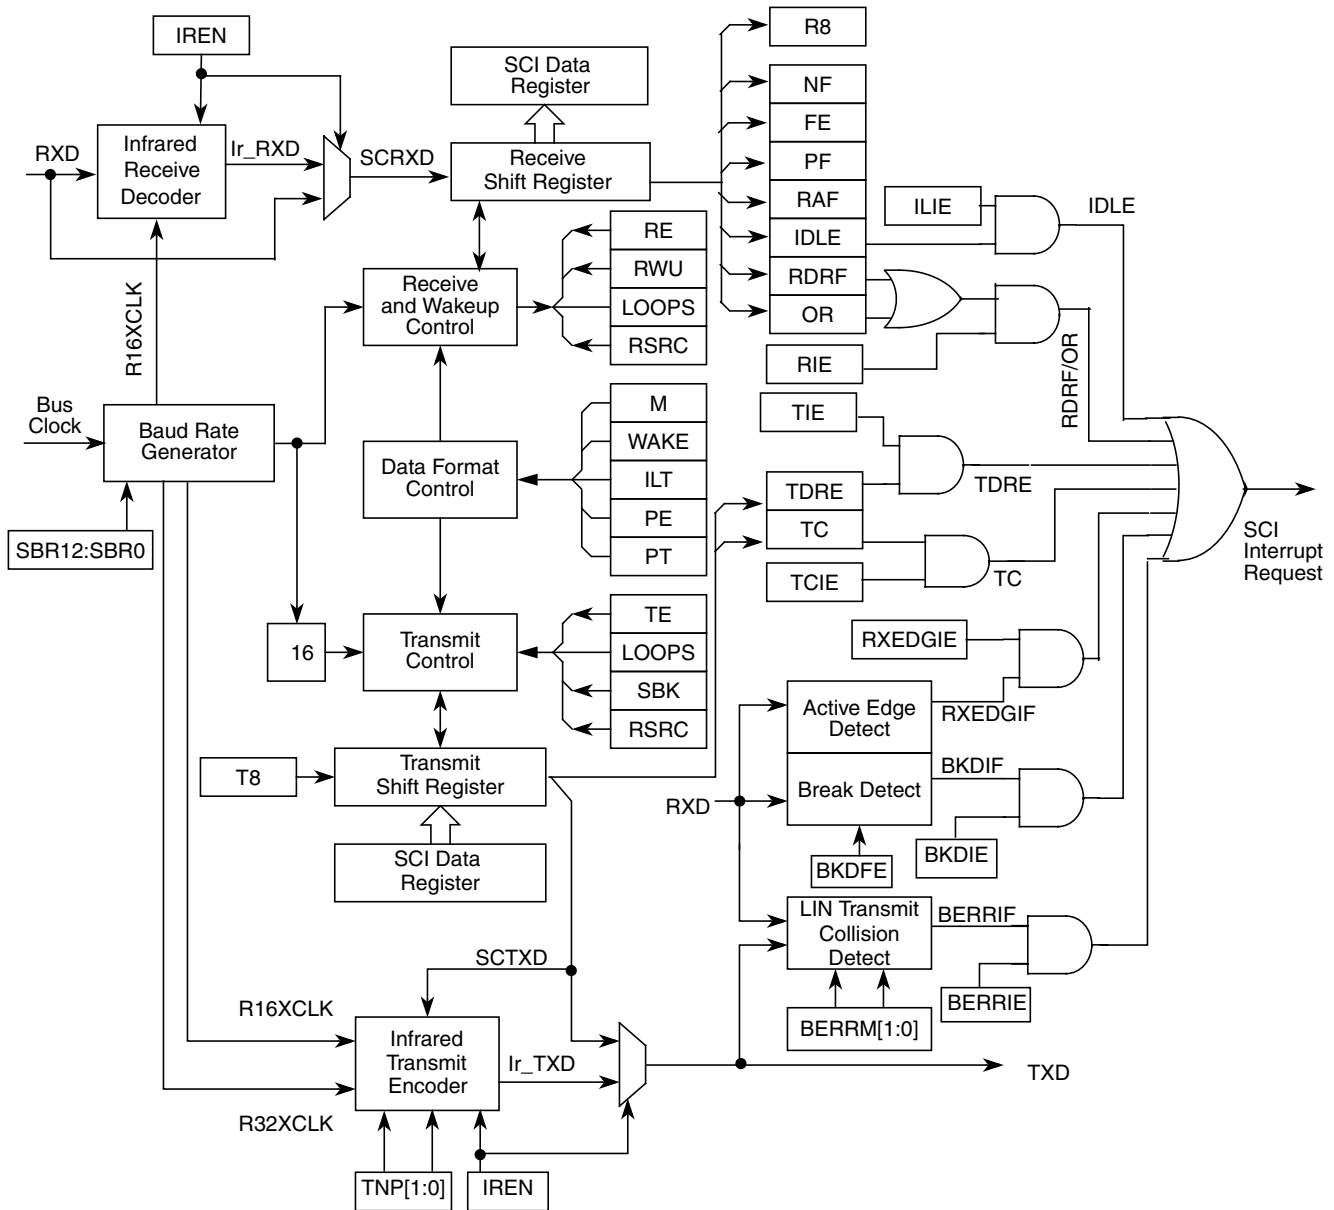 IREN
SCI Data
Register
R8
NF
FE
PF
RAF
IDLE
RDRF
OR
RXD
Infrared
Receive
Decoder
Ir_RXD
SCRXD
Receive
Shift Register
ILIE
IDLE
RE
RWU
LOOPS
RSRC
Receive
and Wakeup
Control
R16XCLK
RIE
RDRF/OR
Bus
Clock
Baud Rate
Generator
SBR12:SBR0
M
WAKE
ILT
PE
PT
Data Format
Control
TIE
TDRE
TC
TCIE
TDRE
TC
SCI
Interrupt
Request
16
Transmit
Control
TE
LOOPS
SBK
RSRC
RXEDGIE
Active Edge
Detect
RXEDGIF
T8
Transmit
Shift Register
RXD
Break Detect
BKDIF
BKDIE
BKDFE
SCI Data
Register
LIN Transmit
Collision
Detect
BERRIF
BERRIE
BERRM[1:0]
SCTXD
R16XCLK
Infrared
Transmit
Encoder
Ir_TXD
R32XCLK
TXD
TNP[1:0]
IREN